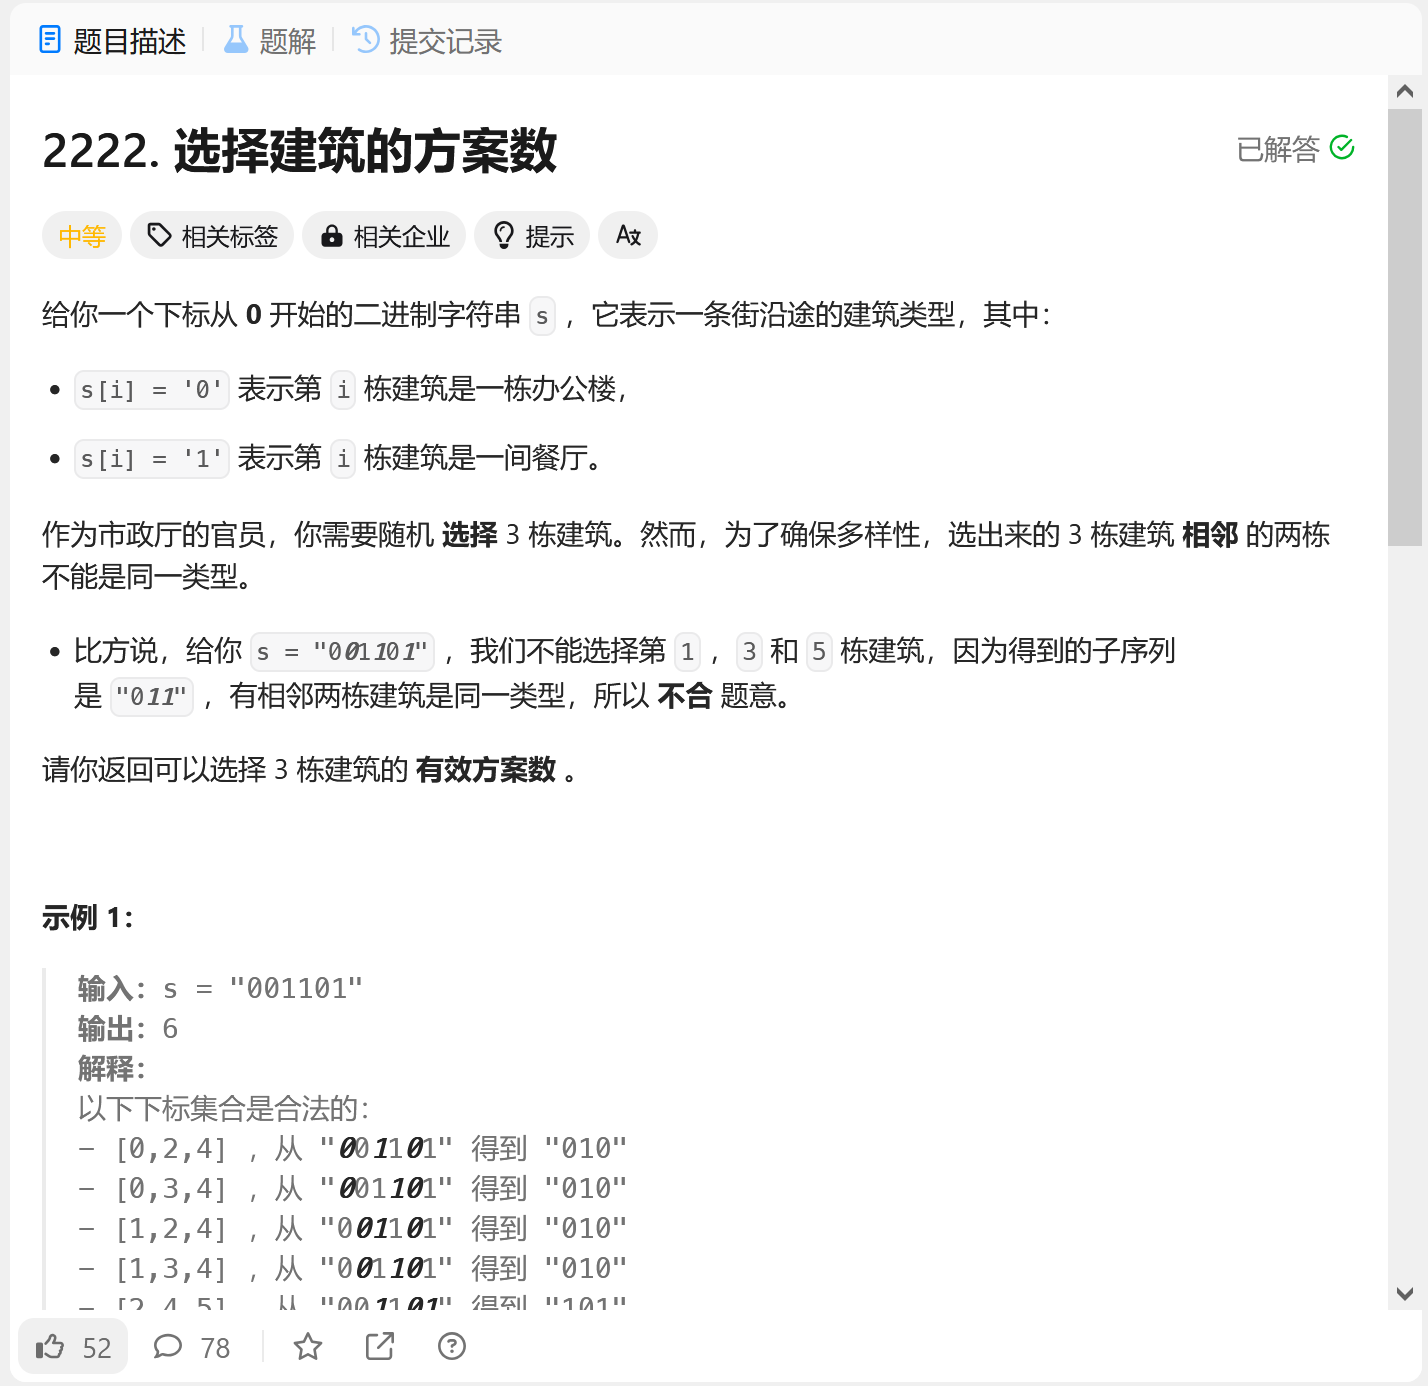 题目描述 题解 提交记录
2222. 选择建筑的方案数 已解答
中等 相关标签 相关企业 提示
给你一个下标从 0 开始的二进制字符串 s ，它表示一条街沿途的建筑类型，其中：
s[i] = '0' 表示第 i 栋建筑是一栋办公楼，
s[i] = '1' 表示第 i 栋建筑是一间餐厅。
作为市政厅的官员，你需要随机 选择 3 栋建筑。然而，为了确保多样性，选出来的 3 栋建筑 相邻 的两栋
不能是同一类型。
比方说，给你 s = "001101" ，我们不能选择第 1 ， 3 和 5 栋建筑，因为得到的子序列
是 "011" ，有相邻两栋建筑是同一类型，所以 不合 题意。
请你返回可以选择 3 栋建筑的 有效方案数 。
示例 1：
输入：s = "001101"
输出：6
解释：
以下下标集合是合法的：
- [0,2,4] ，从 "001101" 得到 "010"
- [0,3,4] ，从 "001101" 得到 "010"
- [1,2,4] ，从 "001101" 得到 "010"
- [1,3,4] ，从 "001101" 得到 "010"
- [2,4,5] ，从 "001101" 得到 "101"
52 78